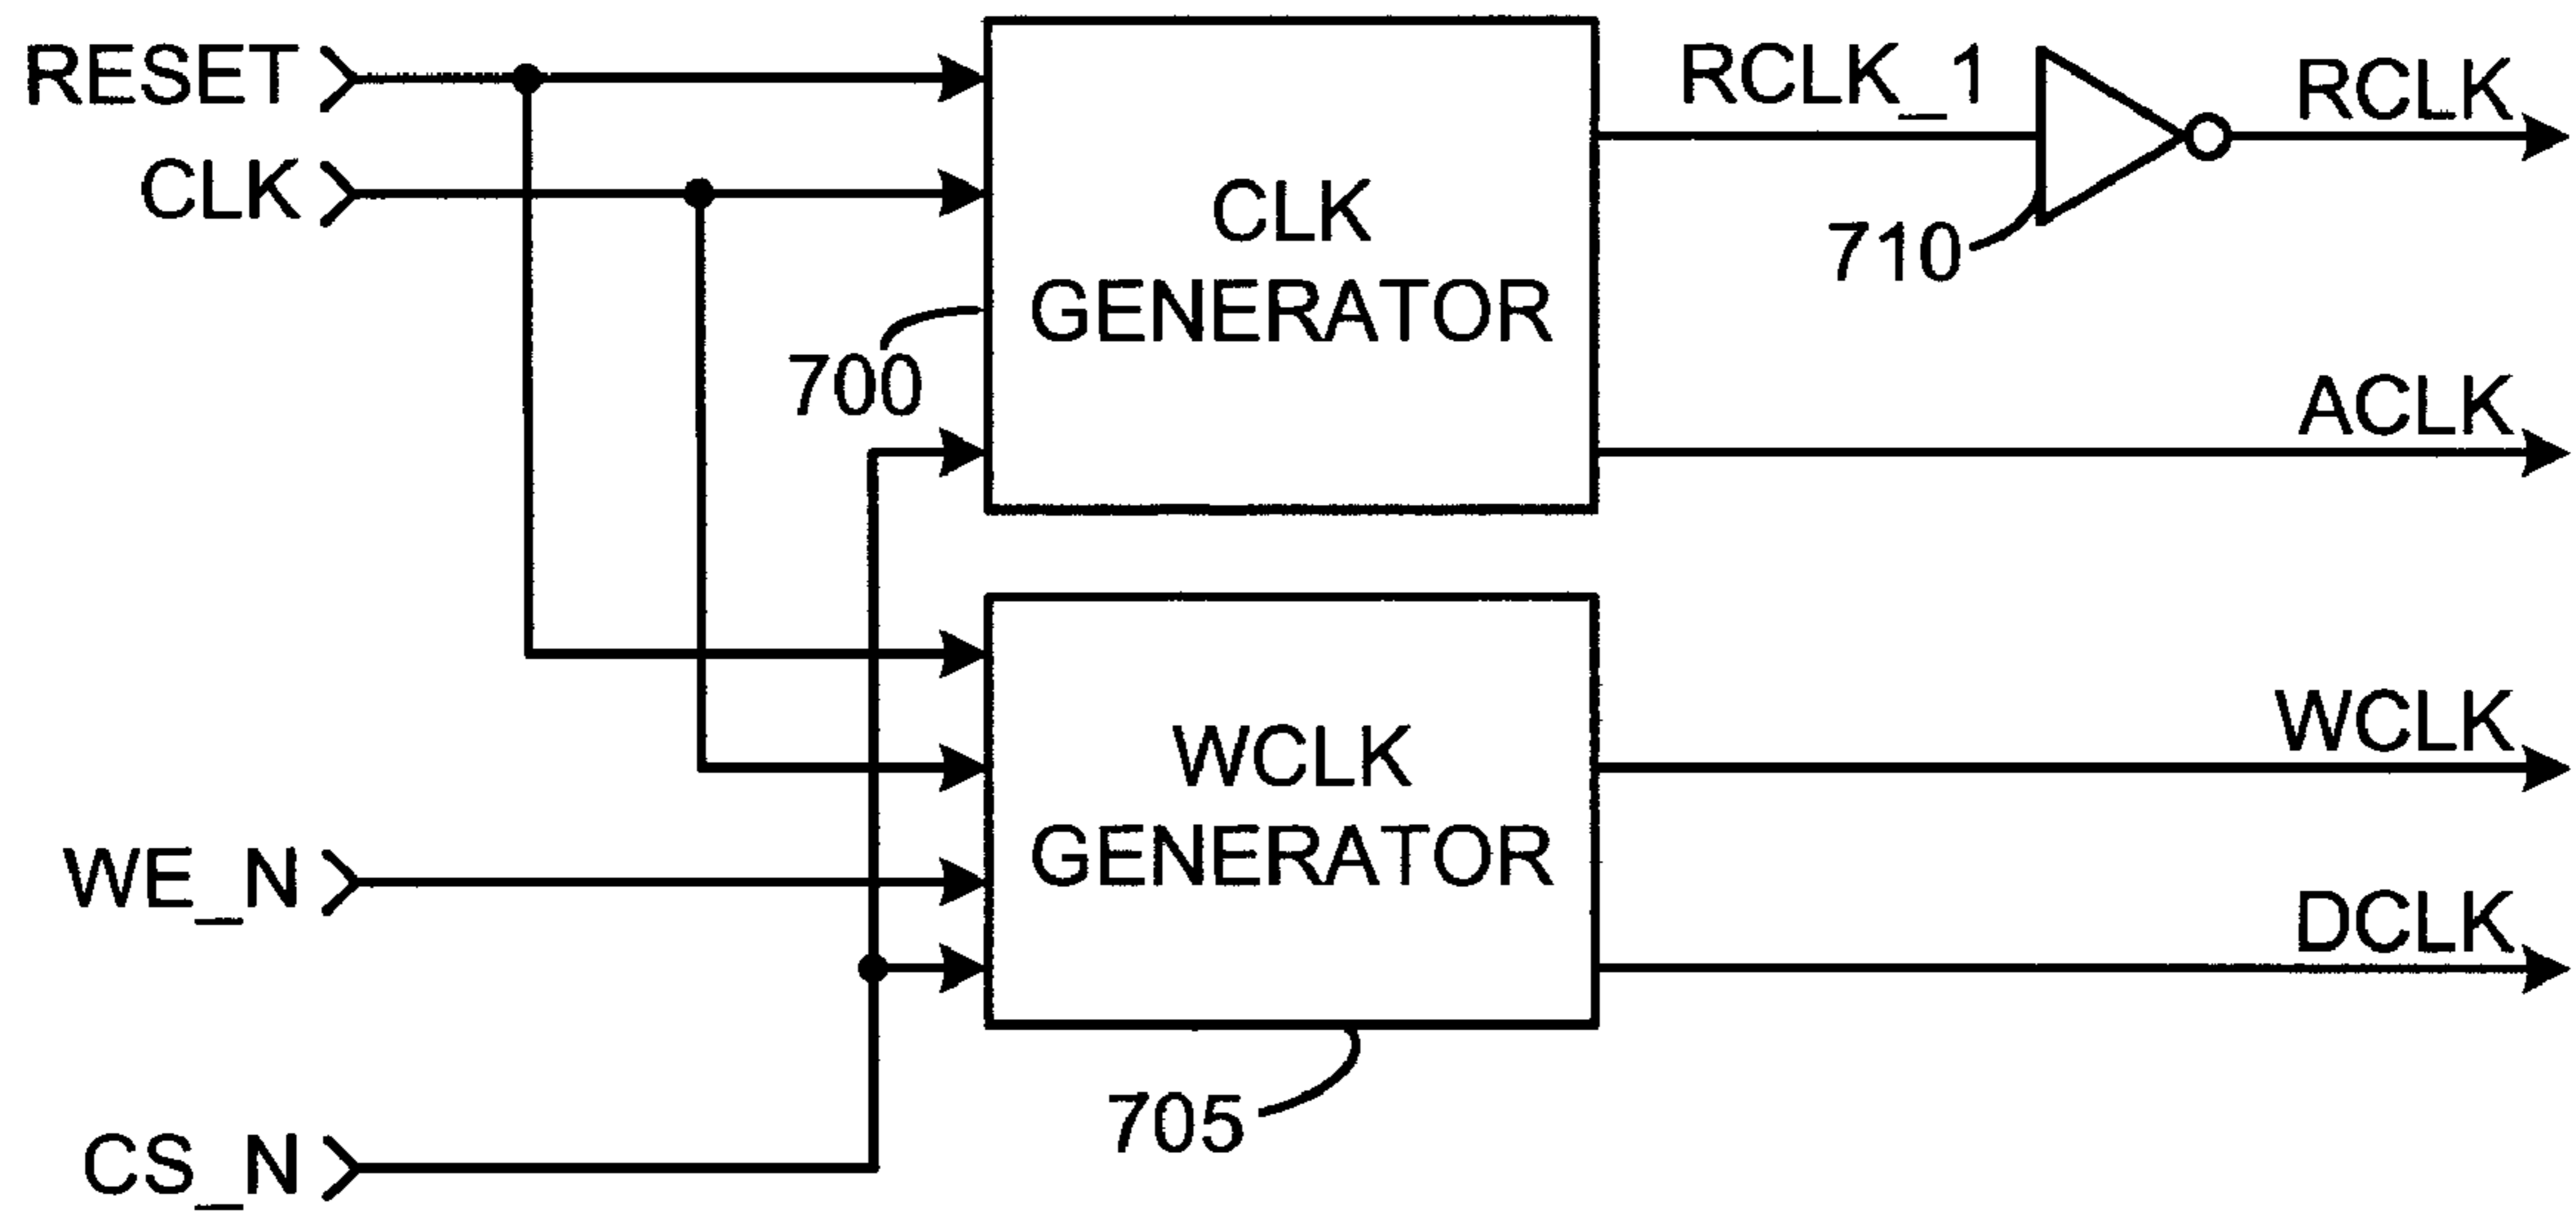 RESET
CLK
WE_N
CS_N
CLK
GENERATOR
700
WCLK
GENERATOR
705
RCLK_1
710
RCLK
ACLK
WCLK
DCLK